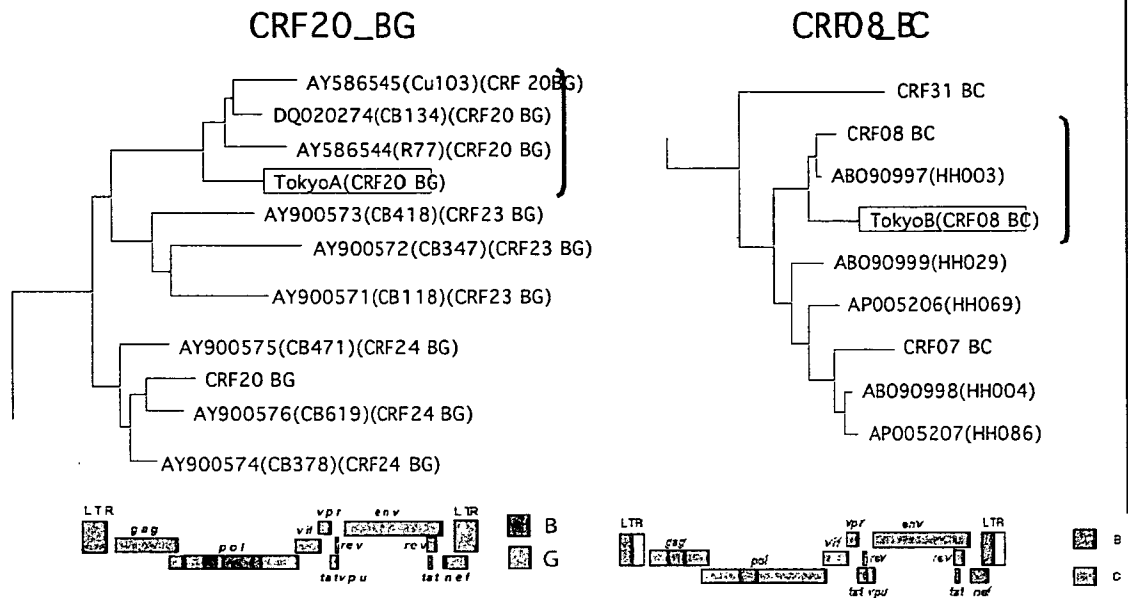 CRF20_BG
AY586545(Cu103)(CRF 20BG)
DQ020274(CB134)(CRF20 BG)
AY586544(R77)(CRF20 BG)
TokyoA(CRF20 BG)
AY900573(CB418)(CRF23 BG)
AY900572(CB347)(CRF23 BG)
AY900571(CB118)(CRF23 BG)
AY900575(CB471)(CRF24 BG)
CRF20 BG
AY900576(CB619)(CRF24 BG)
AY900574(CB378)(CRF24 BG)
LTR
gag
pol
vif
vpr
rev
tat vpu
env
rev
tat nef
LTR
B
G
CRF08_BC
CRF31 BC
CRF08 BC
AB090997(HH003)
TokyoB(CRF08 BC)
AB090999(HH029)
AP005206(HH069)
CRF07 BC
AB090998(HH004)
AP005207(HH086)
LTR
gag
pol
vif
vpr
rev
tat vpu
env
rev
tat nef
LTR
B
C